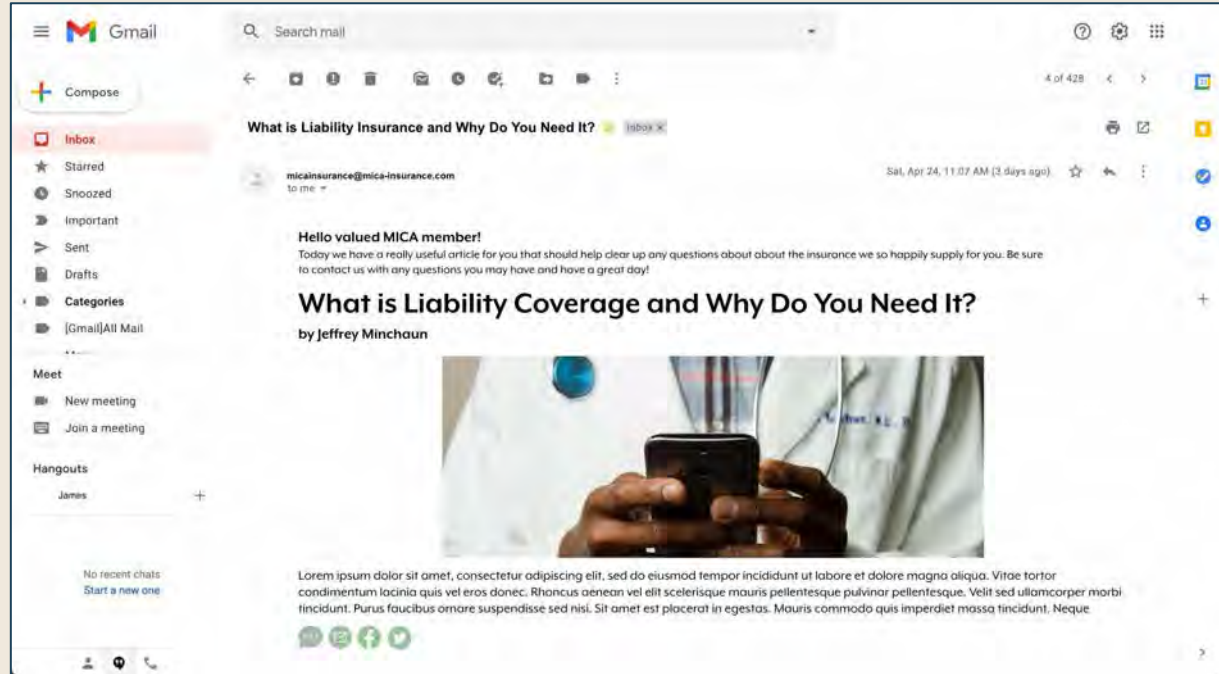 Gmail
Search mail
Compose
4 of 428
What is Liability Insurance and Why Do You Need It?
Inbox x
Inbox
Starred
Snoozed
Important
Sent
Drafts
Categories
[Gmail]All Mail
Meet
New meeting
Join a meeting
Hangouts
James
No recent chats
Start a new one
micainsurance@mica-insurance.com
Sat, Apr 24, 11:07 AM (3 days ago)
to me
Hello valued MICA member!
Today we have a really useful article for you that should help clear up any questions about about the insurance we so happily supply for you. Be sure
to contact us with any questions you may have and have a great day!
What is Liability Coverage and Why Do You Need It?
by Jeffrey Minchaun
Lorem ipsum dolor sit amet, consectetur adipiscing elit, sed do eiusmod tempor incididunt ut labore et dolore magna aliqua. Vitae tortor
condimentum lacinia quis vel eros donec. Rhoncus aenean vel elit scelerisque mauris pellentesque pulvinar pellentesque. Velit sed ullamcorper morbi
tincidunt. Purus faucibus ornare suspendisse sed nisi. Sit amet est placerat in egestas. Mauris commodo quis imperdiet massa tincidunt. Neque